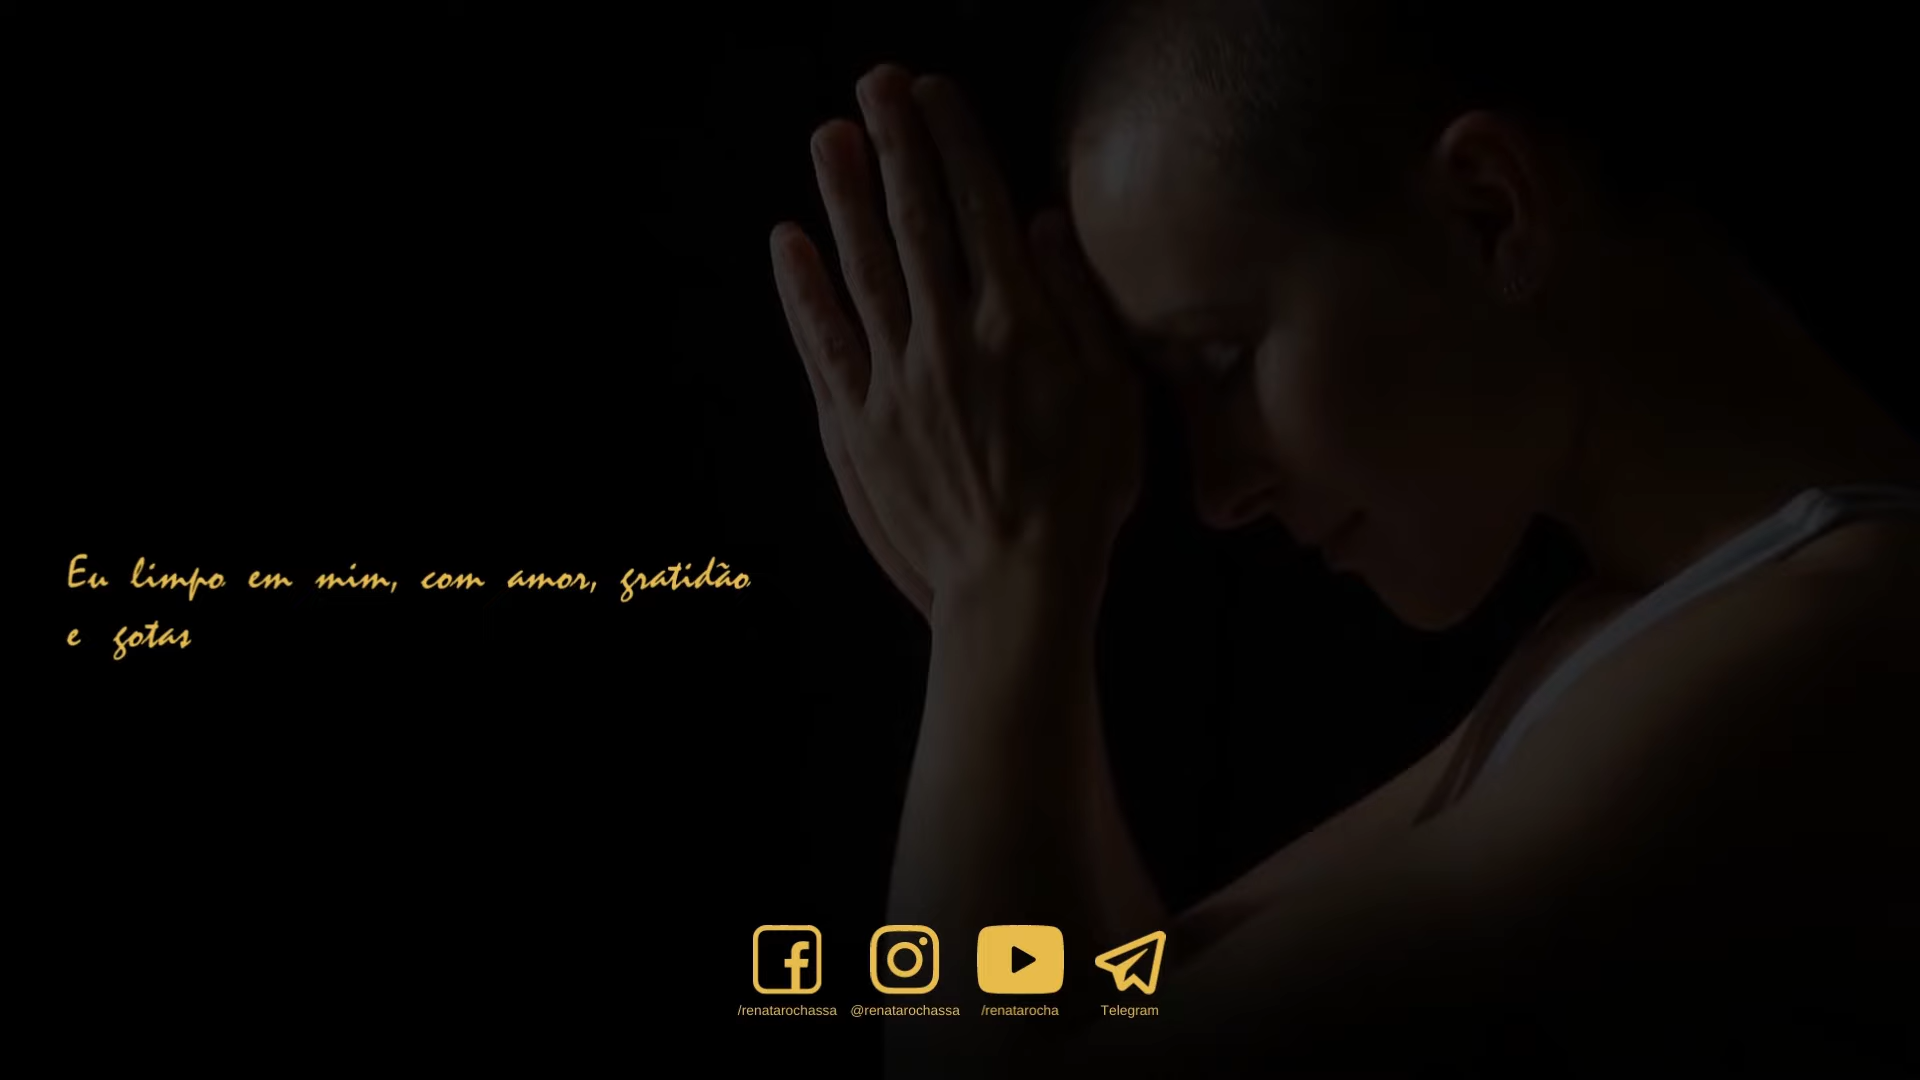 Eu limpo em mim, com amor, gratidão
e gotas
/renatarochassa @renatarochassa /renatarocha Telegram